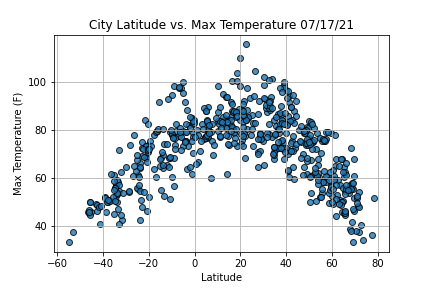 City Latitude vs. Max Temperature 07/17/21
100
80
60
40
Max Temperature (F)
−60 −40 −20 0 20 40 60 80
Latitude